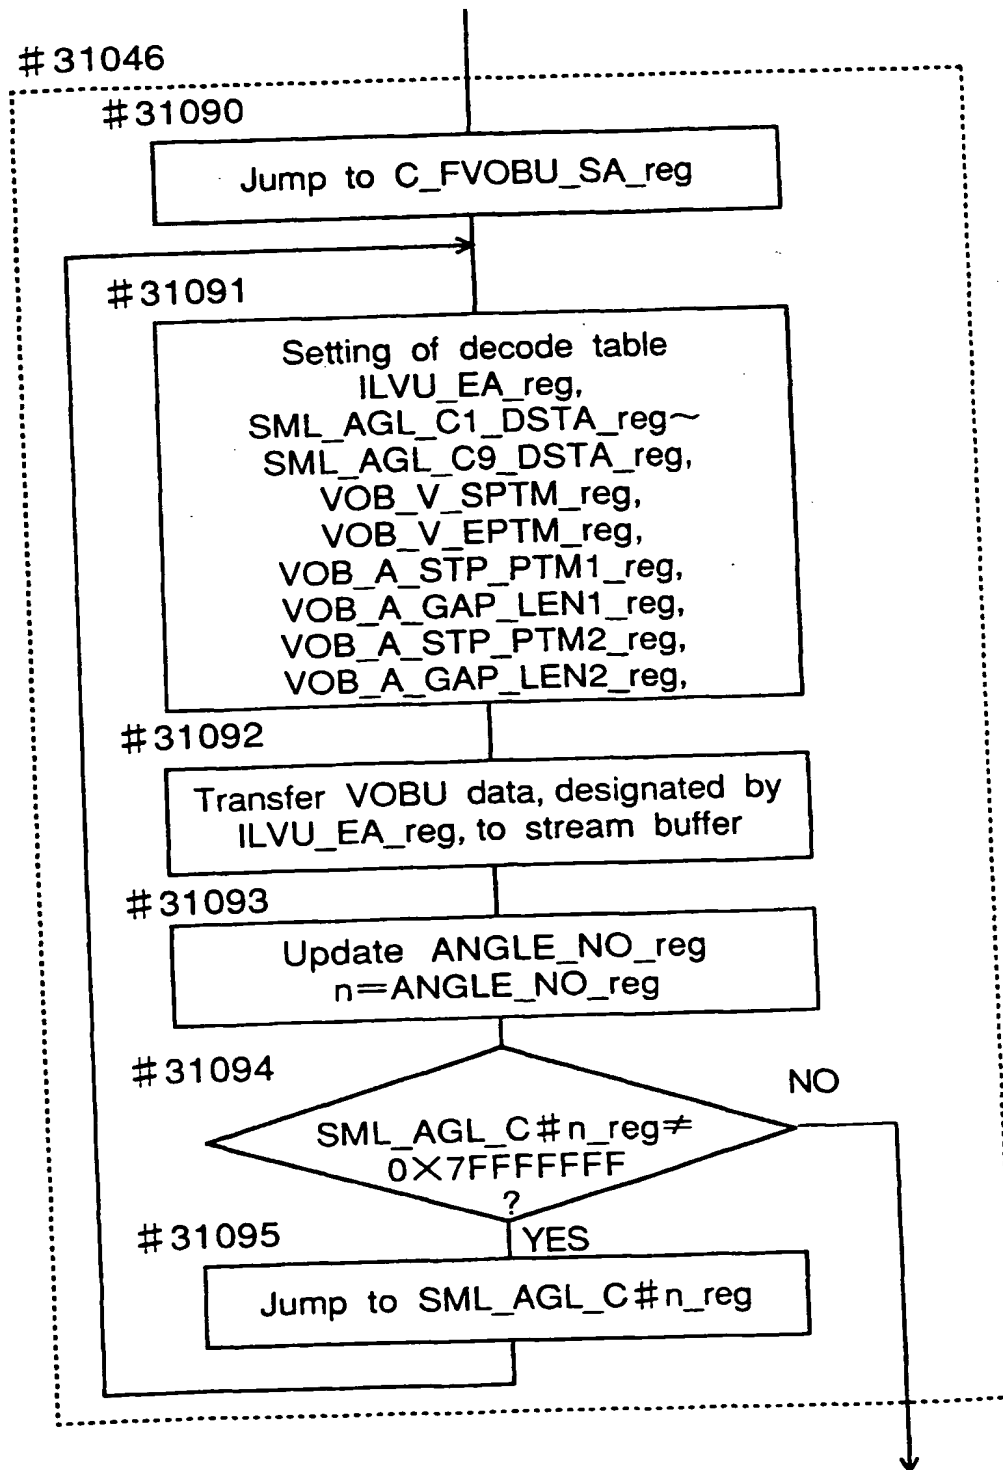 #31046
#31090
Jump to C_FVOBU_SA_reg
#31091
Setting of decode table
ILVU_EA_reg,
SML_AGL_C1_DSTA_reg~
SML_AGL_C9_DSTA_reg,
VOB_V_SPTM_reg,
VOB_V_EPTM_reg,
VOB_A_STP_PTM1_reg,
VOB_A_GAP_LEN1_reg,
VOB_A_STP_PTM2_reg,
VOB_A_GAP_LEN2_reg,
#31092
Transfer VOBU data, designated by
ILVU_EA_reg, to stream buffer
#31093
Update ANGLE_NO_reg
n=ANGLE_NO_reg
#31094
NO
SML_AGL_C#n_reg≠
0×7FFFFFFF
?
#31095
YES
Jump to SML_AGL_C#n_reg